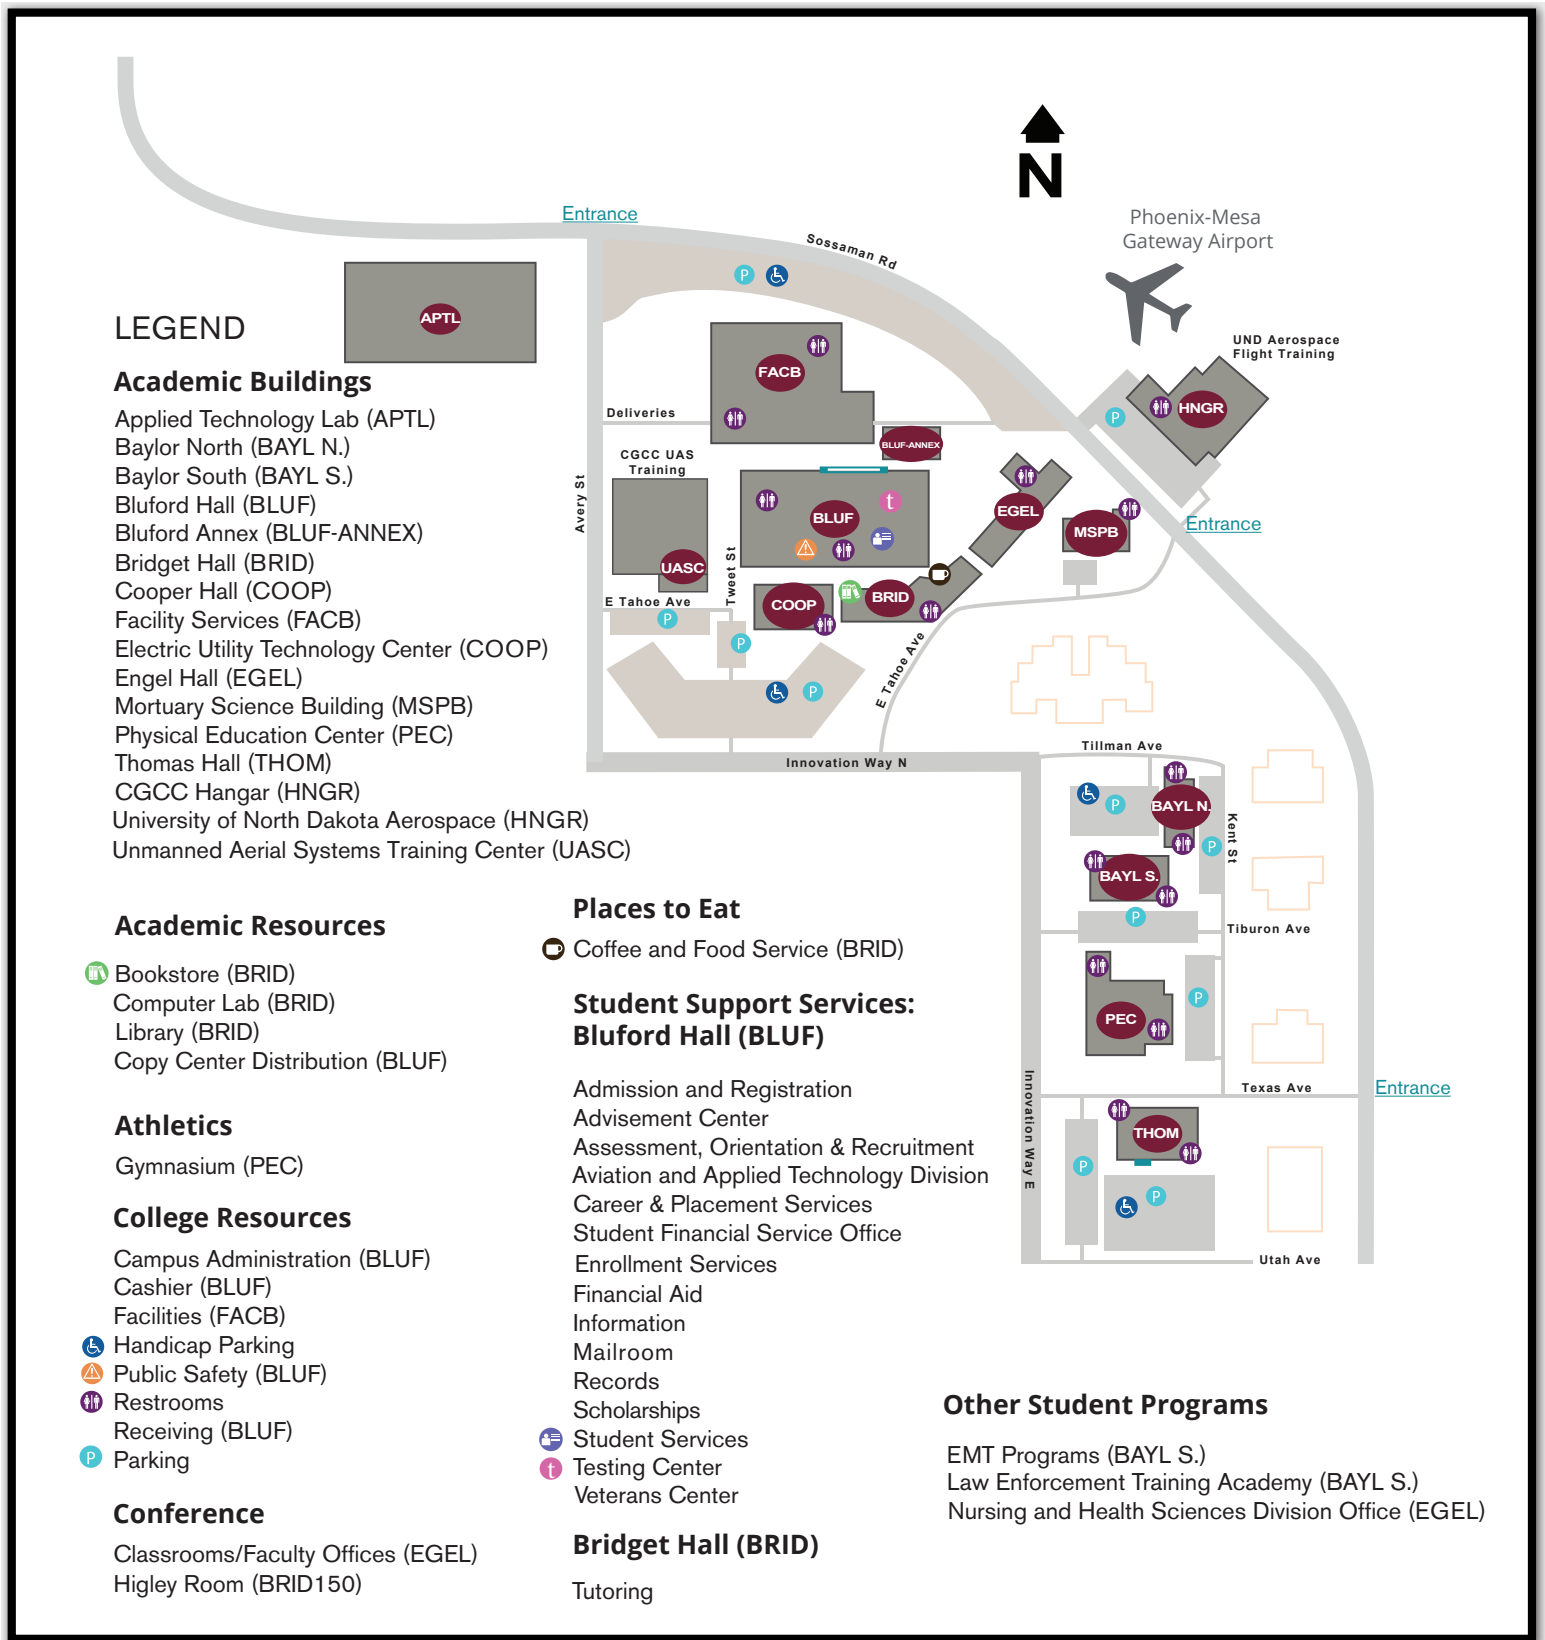 N
Phoenix-Mesa
Gateway Airport
Entrance
Sossaman Rd
UND Aerospace
Flight Training
APTL
FACB
HNGR
Deliveries
BLUF-ANNEX
CGCC UAS
Training
Avery St
BLUF
t
EGEL
MSPB
Entrance
UASC
Tweet St
E Tahoe Ave
COOP
BRID
P
P
P
P
P
E Tahoe Ave
Innovation Way N
Tillman Ave
BAYL N.
P
P
Kent St
BAYL S.
P
Tiburon Ave
PEC
P
Innovation Way E
Texas Ave
Entrance
THOM
P
P
Utah Ave
LEGEND
Academic Buildings
Applied Technology Lab (APTL)
Baylor North (BAYL N.)
Baylor South (BAYL S.)
Bluford Hall (BLUF)
Bluford Annex (BLUF-ANNEX)
Bridget Hall (BRID)
Cooper Hall (COOP)
Facility Services (FACB)
Electric Utility Technology Center (COOP)
Engel Hall (EGEL)
Mortuary Science Building (MSPB)
Physical Education Center (PEC)
Thomas Hall (THOM)
CGCC Hangar (HNGR)
University of North Dakota Aerospace (HNGR)
Unmanned Aerial Systems Training Center (UASC)
Academic Resources
Bookstore (BRID)
Computer Lab (BRID)
Library (BRID)
Copy Center Distribution (BLUF)
Athletics
Gymnasium (PEC)
College Resources
Campus Administration (BLUF)
Cashier (BLUF)
Facilities (FACB)
Handicap Parking
Public Safety (BLUF)
Restrooms
Receiving (BLUF)
P Parking
Conference
Classrooms/Faculty Offices (EGEL)
Higley Room (BRID150)
Places to Eat
Coffee and Food Service (BRID)
Student Support Services:
Bluford Hall (BLUF)
Admission and Registration
Advisement Center
Assessment, Orientation & Recruitment
Aviation and Applied Technology Division
Career & Placement Services
Student Financial Service Office
Enrollment Services
Financial Aid
Information
Mailroom
Records
Scholarships
Student Services
t Testing Center
Veterans Center
Bridget Hall (BRID)
Tutoring
Other Student Programs
EMT Programs (BAYL S.)
Law Enforcement Training Academy (BAYL S.)
Nursing and Health Sciences Division Office (EGEL)